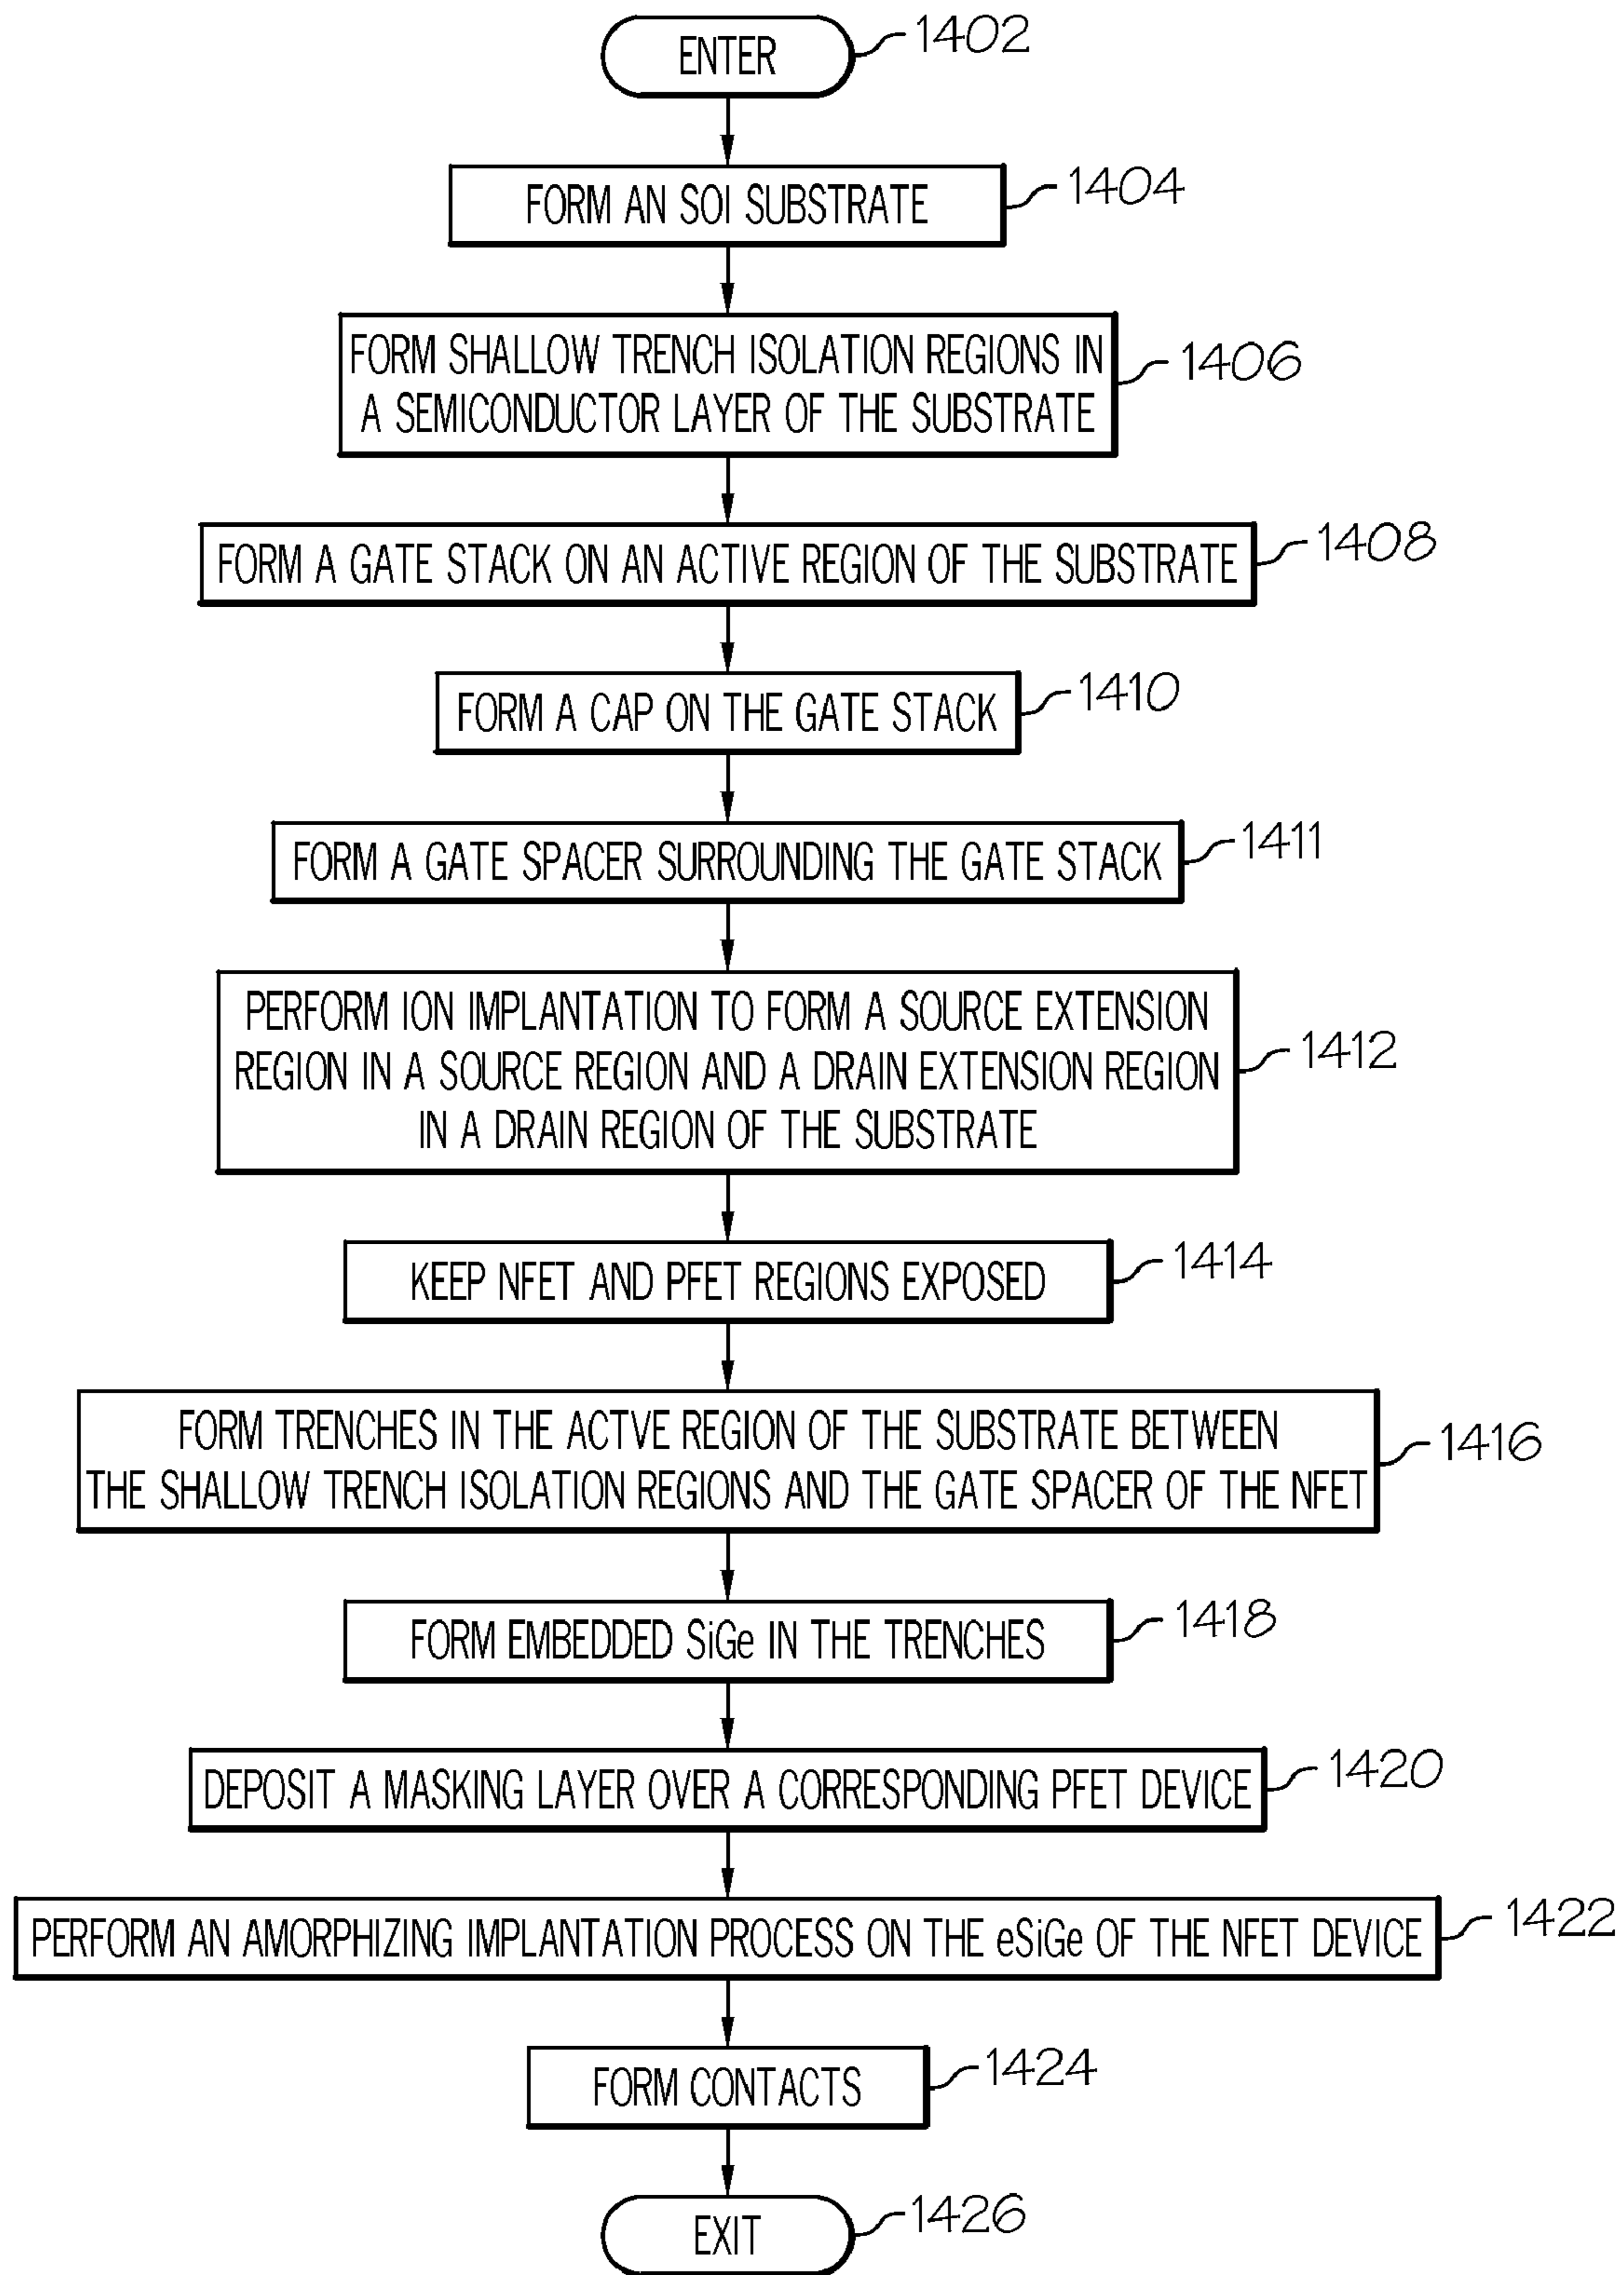 ENTER
1402
FORM AN SOI SUBSTRATE
1404
FORM SHALLOW TRENCH ISOLATION REGIONS IN
A SEMICONDUCTOR LAYER OF THE SUBSTRATE
1406
FORM A GATE STACK ON AN ACTIVE REGION OF THE SUBSTRATE
1408
FORM A CAP ON THE GATE STACK
1410
FORM A GATE SPACER SURROUNDING THE GATE STACK
1411
PERFORM ION IMPLANTATION TO FORM A SOURCE EXTENSION
REGION IN A SOURCE REGION AND A DRAIN EXTENSION REGION
IN A DRAIN REGION OF THE SUBSTRATE
1412
KEEP NFET AND PFET REGIONS EXPOSED
1414
FORM TRENCHES IN THE ACTVE REGION OF THE SUBSTRATE BETWEEN
THE SHALLOW TRENCH ISOLATION REGIONS AND THE GATE SPACER OF THE NFET
1416
FORM EMBEDDED SiGe IN THE TRENCHES
1418
DEPOSIT A MASKING LAYER OVER A CORRESPONDING PFET DEVICE
1420
PERFORM AN AMORPHIZING IMPLANTATION PROCESS ON THE eSiGe OF THE NFET DEVICE
1422
FORM CONTACTS
1424
EXIT
1426